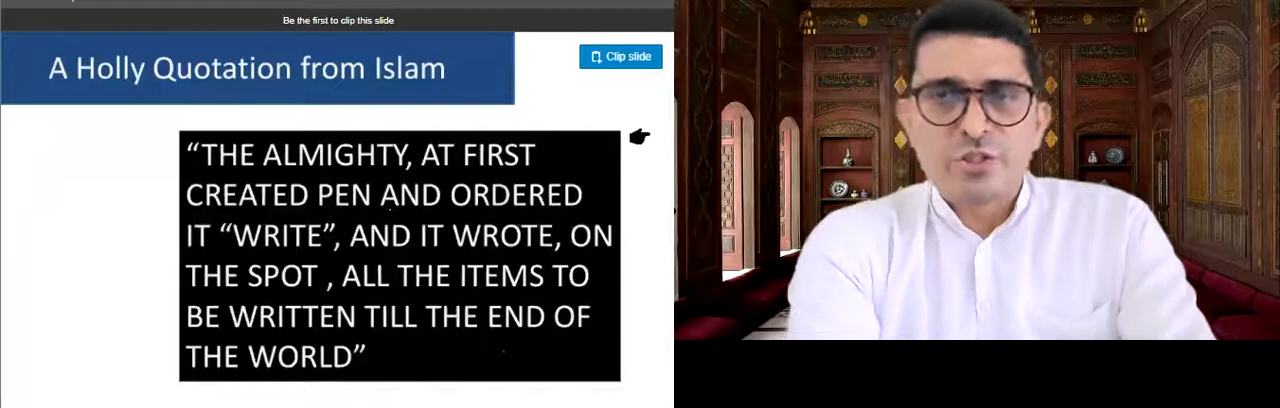 Be the first to clip this slide
A Holly Quotation from Islam
Clip slide
“THE ALMIGHTY, AT FIRST
CREATED PEN AND ORDERED
IT “WRITE”, AND IT WROTE, ON
THE SPOT , ALL THE ITEMS TO
BE WRITTEN TILL THE END OF
THE WORLD”